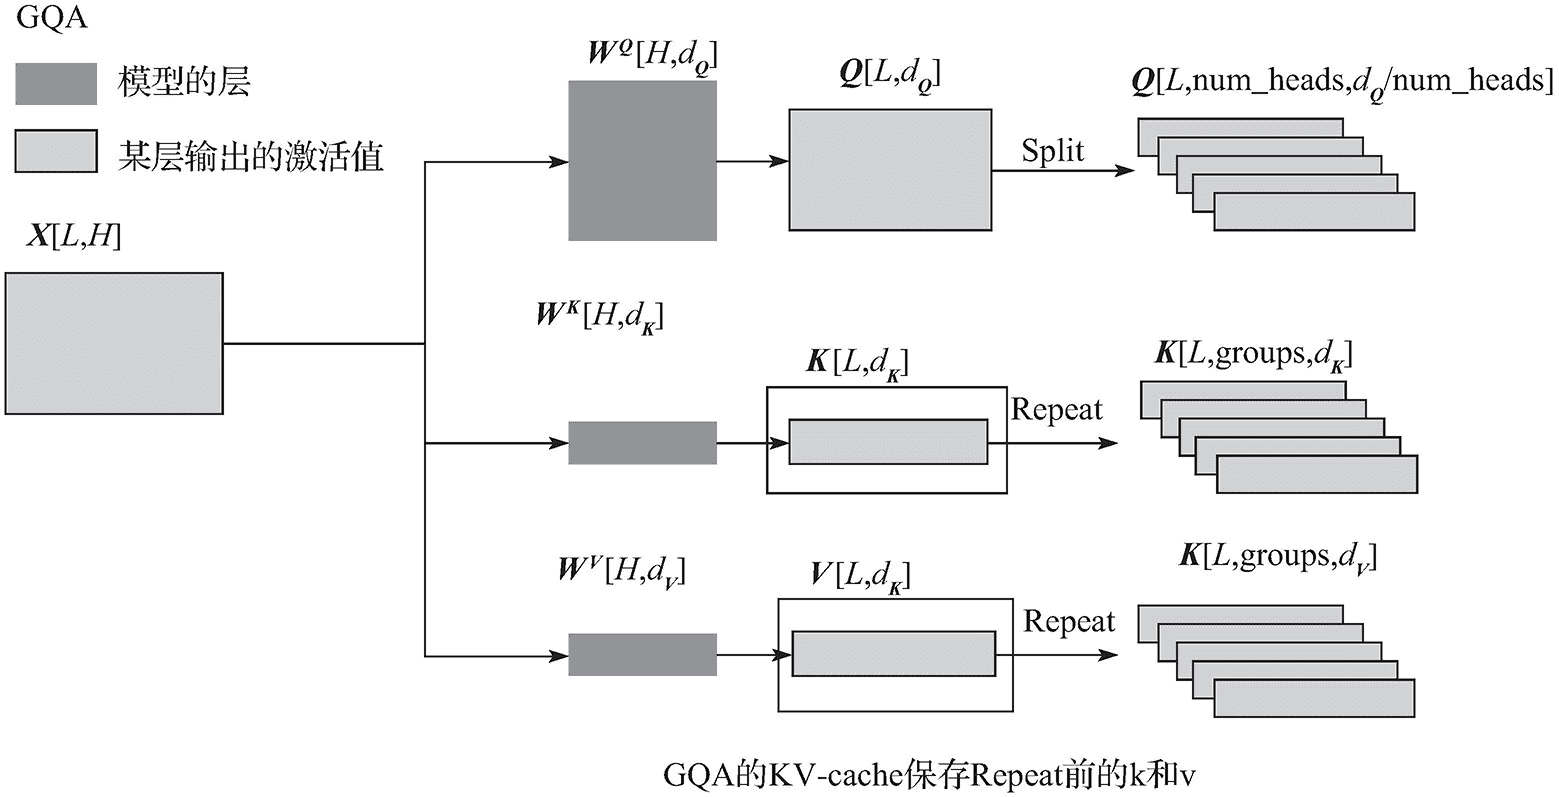 GQA
模型的层
某层输出的激活值
X[L,H]
W^Q[H,d_Q]
Q[L,d_Q]
Split
Q[L,num_heads,d_Q/num_heads]
W^K[H,d_K]
K[L,d_K]
Repeat
K[L,groups,d_K]
W^V[H,d_V]
V[L,d_K]
Repeat
K[L,groups,d_V]
GQA的KV-cache保存Repeat前的k和v